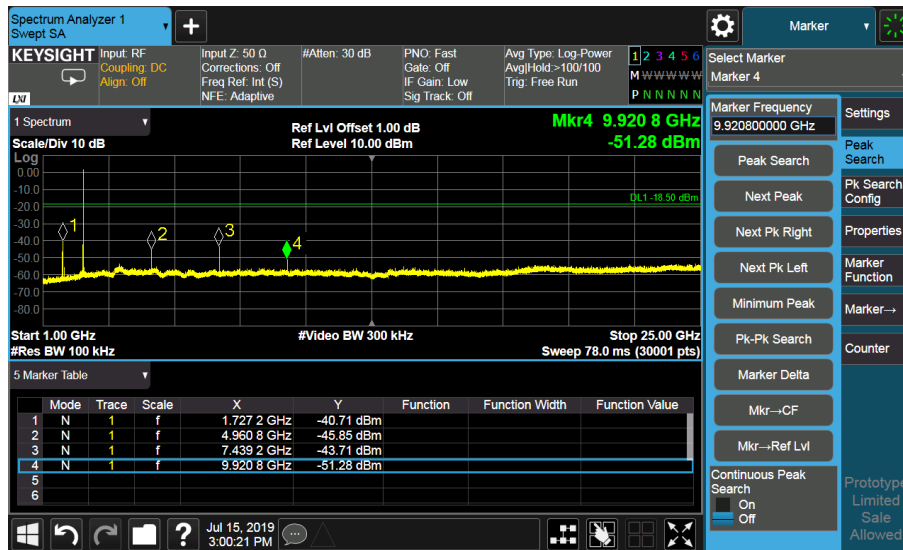 Spectrum Analyzer 1
Swept SA
Marker
KEYSIGHT
Input: RF
Coupling: DC
Align: Off
Input Z: 50 Ω
Corrections: Off
Freq Ref: Int (S)
NFE: Adaptive
#Atten: 30 dB
PNO: Fast
Gate: Off
IF Gain: Low
Sig Track: Off
Avg Type: Log-Power
Avg|Hold:>100/100
Trig: Free Run
1 2 3 4 5 6
M W W W W W
P N N N N N
LXI
Select Marker
Marker 4
Marker Frequency
9.920800000 GHz
Peak Search
Next Peak
Next Pk Right
Next Pk Left
Minimum Peak
Pk-Pk Search
Marker Delta
Mkr→CF
Mkr→Ref Lvl
Continuous Peak
Search
On
Off
Settings
Peak
Search
Pk Search
Config
Properties
Marker
Function
Marker→
Counter
Prototype
Limited
Sale
Allowed
1 Spectrum
Scale/Div 10 dB
Ref Lvl Offset 1.00 dB
Ref Level 10.00 dBm
Mkr4 9.920 8 GHz
-51.28 dBm
Log
0.00
-10.0
-20.0
-30.0
-40.0
-50.0
-60.0
-70.0
-80.0
DL1 -18.50 dBm
1
2
3
4
Start 1.00 GHz
#Video BW 300 kHz
Stop 25.00 GHz
#Res BW 100 kHz
Sweep 78.0 ms (30001 pts)
5 Marker Table
Mode Trace Scale X Y Function Function Width Function Value
1 N 1 f 1.727 2 GHz -40.71 dBm
2 N 1 f 4.960 8 GHz -45.85 dBm
3 N 1 f 7.439 2 GHz -43.71 dBm
4 N 1 f 9.920 8 GHz -51.28 dBm
5
6
?
Jul 15, 2019
3:00:21 PM